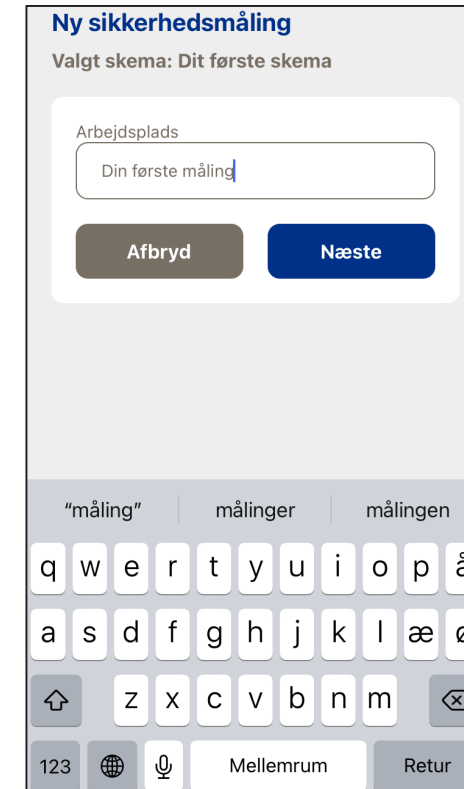 Ny sikkerhedsmåling
Valgt skema: Dit første skema
Arbejdsplads
Din første måling
Afbryd Næste
“måling” målinger målingen
q w e r t y u i o p å
a s d f g h j k l æ ø
z x c v b n m
123 Mellemrum Retur